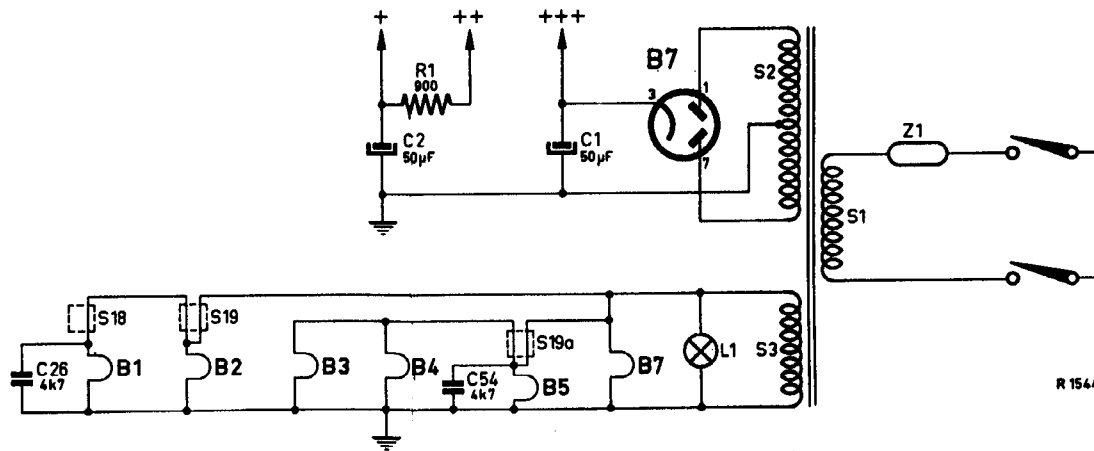 + ++ +++
R1
900
C2
50µF
C1
50µF
B7
3
1
7
S2
Z1
S1
S18
S19
S19a
C26
4k7
B1
B2
B3
B4
C54
4k7
B5
B7
L1
S3
R 1544